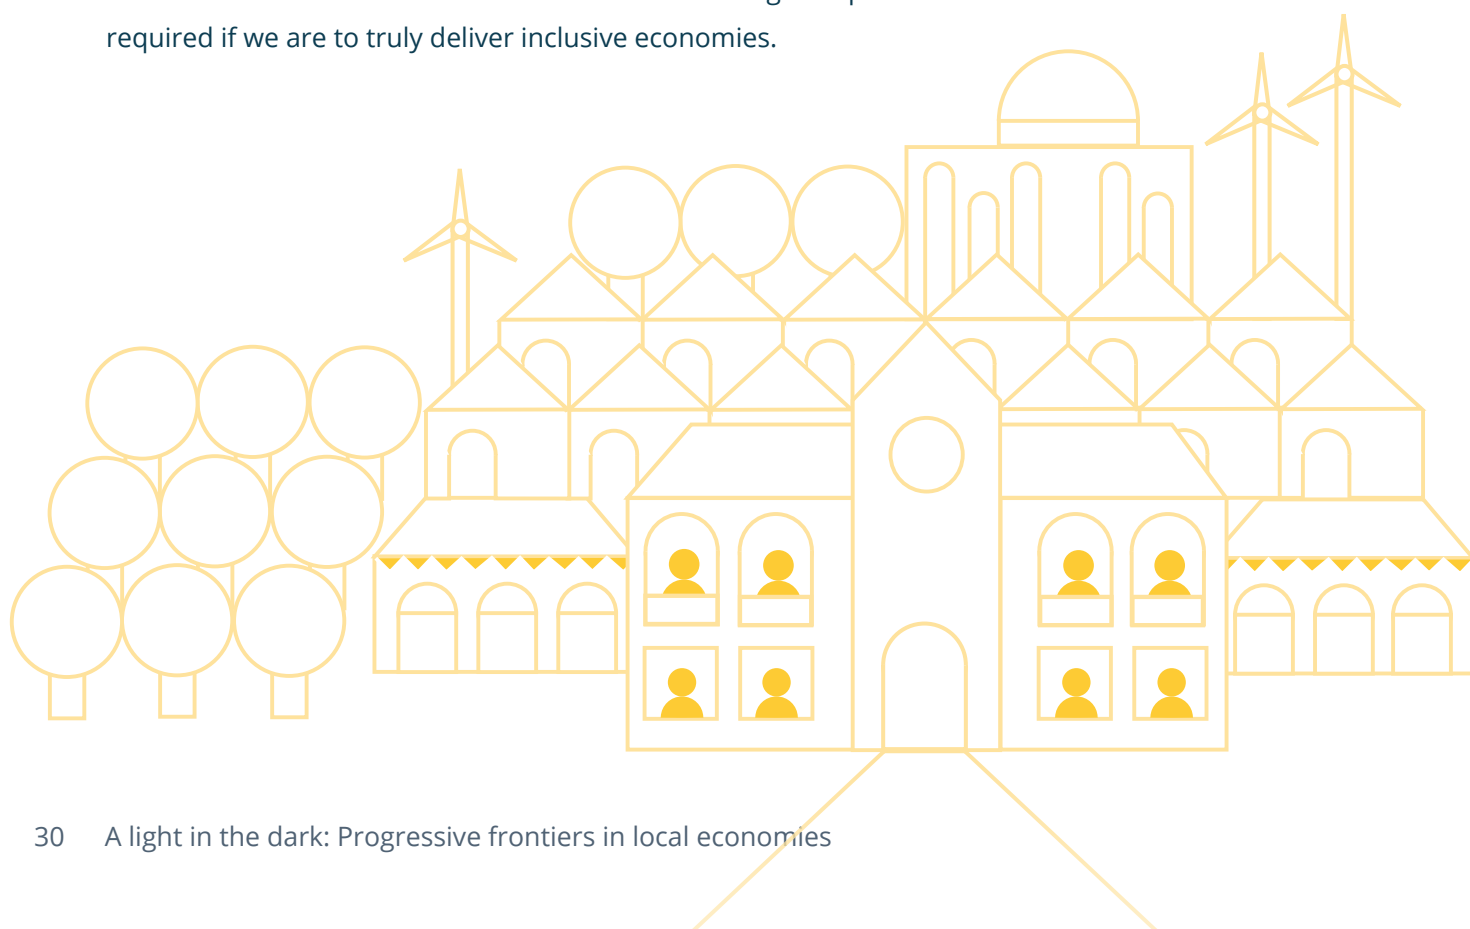 required if we are to truly deliver inclusive economies.
30 A light in the dark: Progressive frontiers in local economies